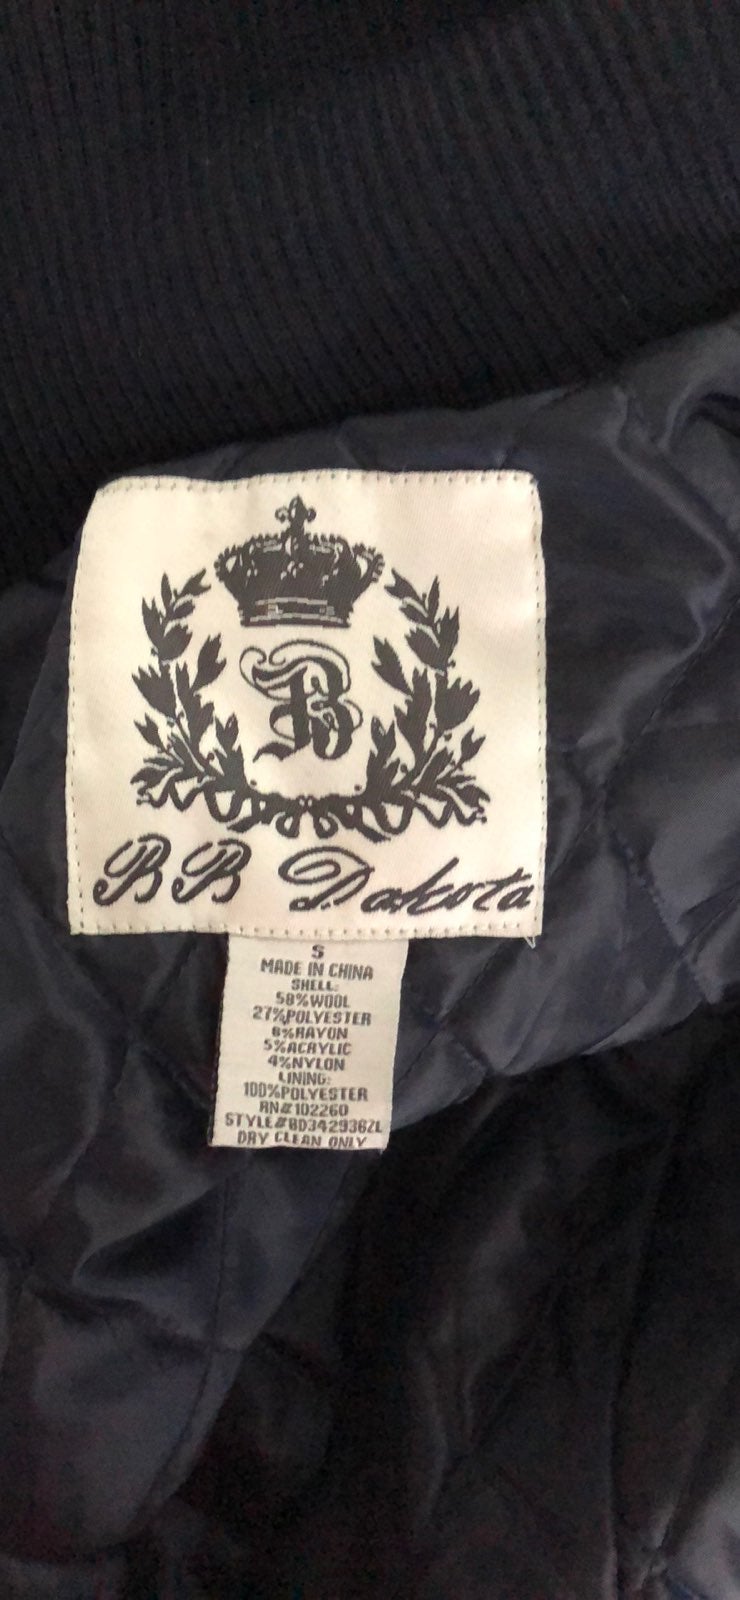 B
BB Dakota
S
MADE IN CHINA
SHELL:
58%WOOL
27%POLYESTER
6%RAYON
5%ACRYLIC
4%NYLON
LINING:
100%POLYESTER
RN#102260
STYLE#BD342936ZL
DRY CLEAN ONLY